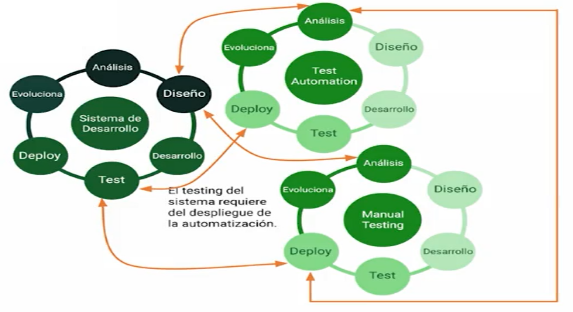 Análisis
Evoluciona
Diseño
Sistema de
Desarrollo
Deploy
Desarrollo
Test
Análisis
Evoluciona
Diseño
Test
Automation
Deploy
Desarrollo
Test
El testing del
sistema requiere
del despliegue de
la automatización.
Análisis
Evoluciona
Diseño
Manual
Testing
Deploy
Desarrollo
Test